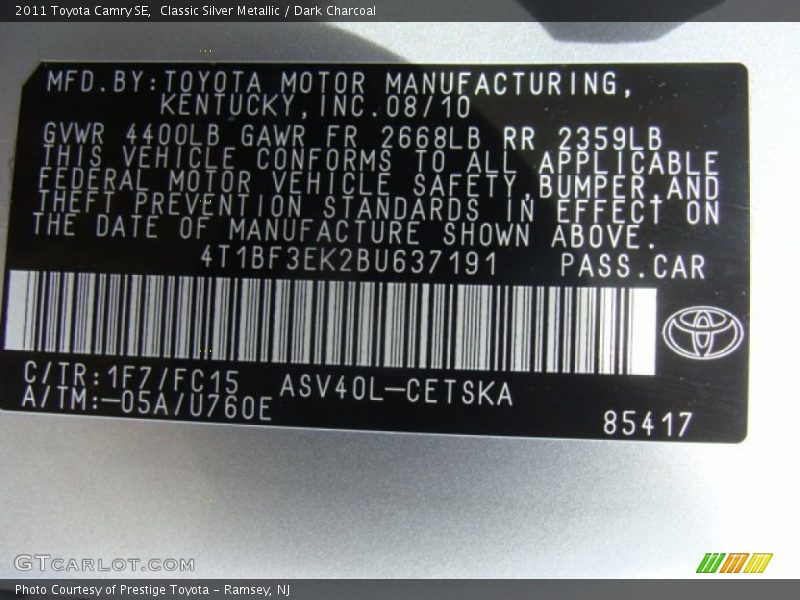 2011 Toyota Camry SE,  Classic Silver Metallic / Dark Charcoal
MFD.BY:TOYOTA MOTOR MANUFACTURING,
KENTUCKY,INC.08/10
GVWR 4400LB GAWR FR 2668LB RR 2359LB
THIS VEHICLE CONFORMS TO ALL APPLICABLE
FEDERAL MOTOR VEHICLE SAFETY,BUMPER,AND
THEFT PREVENTION STANDARDS IN EFFECT ON
THE DATE OF MANUFACTURE SHOWN ABOVE.
4T1BF3EK2BU637191 PASS.CAR
C/TR:1F7/FC15 ASV40L-CETSKA
A/TM:-05A/U760E
85417
GTCARLOT.COM
Photo Courtesy of Prestige Toyota - Ramsey, NJ